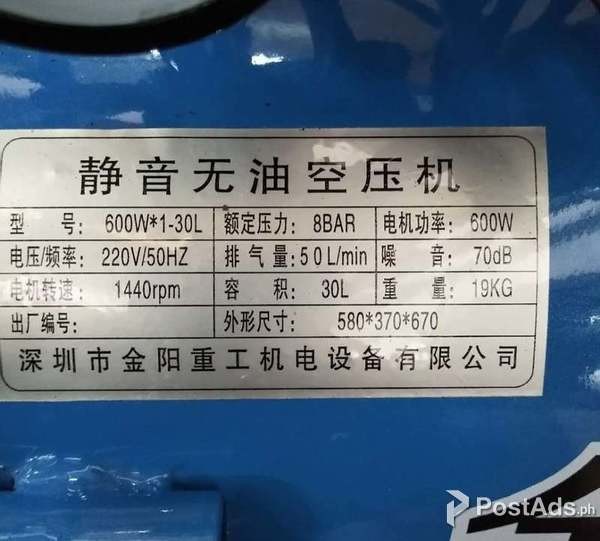 静音无油空压机
型 号: 600W*1-30L 额定压力: 8BAR 电机功率: 600W
电压/频率: 220V/50HZ 排气量: 50L/min 噪 音: 70dB
电机转速: 1440rpm 容 积: 30L 重 量: 19KG
出厂编号: 外形尺寸: 580*370*670
深圳市金阳重工机电设备有限公司
PostAds.ph